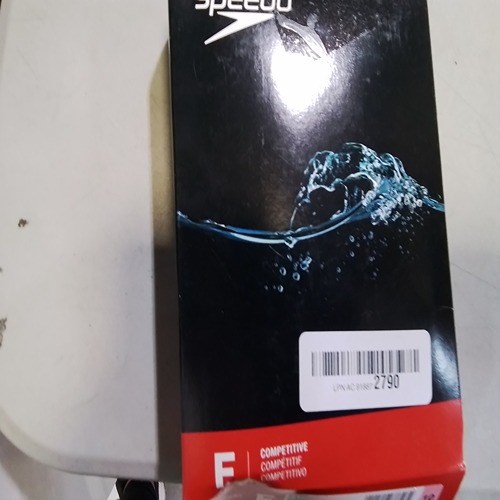 speedo
2790
F
COMPETITIVE
COMPÉTITIF
COMPETITIVO